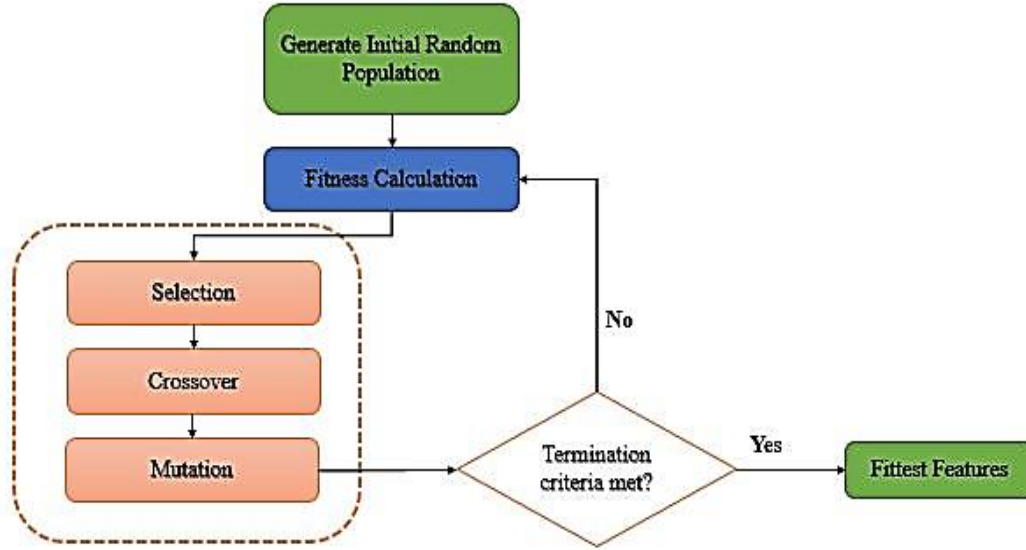 Generate Initial Random
Population
Fitness Calculation
Selection
Crossover
Mutation
No
Termination
criteria met?
Yes
Fittest Features